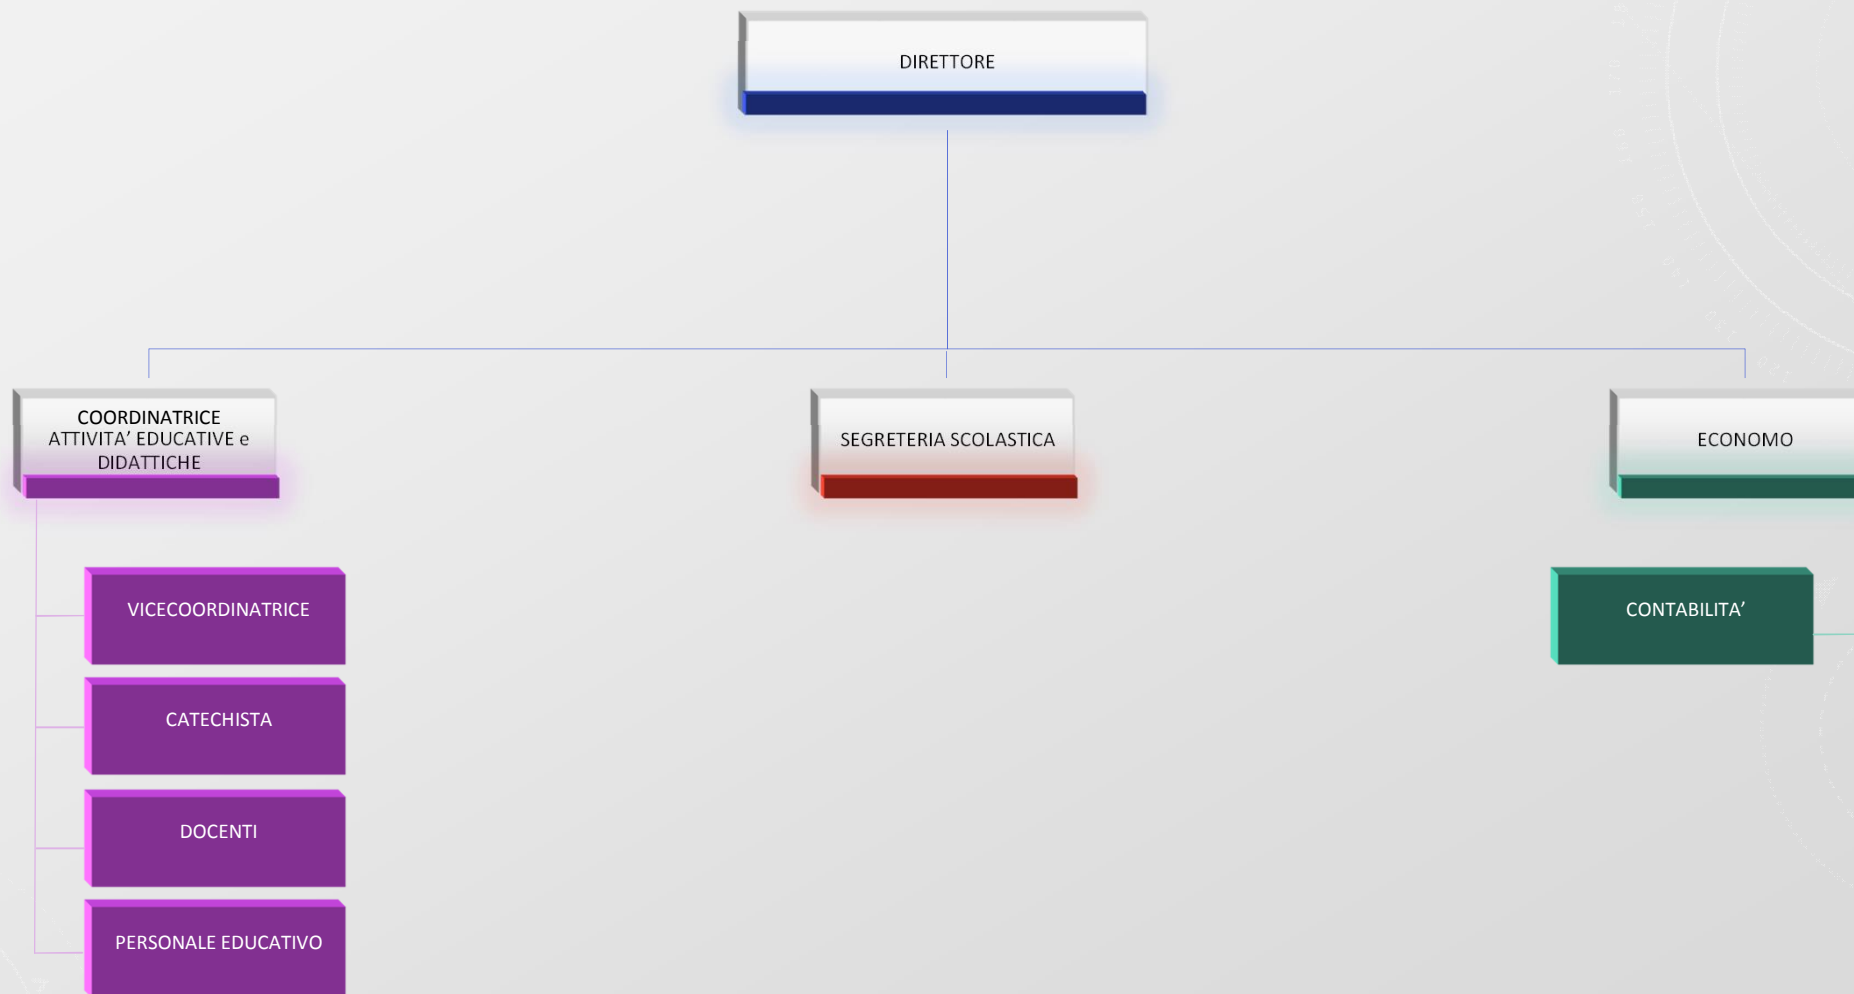 DIRETTORE
COORDINATRICE
ATTIVITA’ EDUCATIVE e
DIDATTICHE
SEGRETERIA SCOLASTICA
ECONOMO
VICECOORDINATRICE
CONTABILITA’
CATECHISTA
DOCENTI
PERSONALE EDUCATIVO